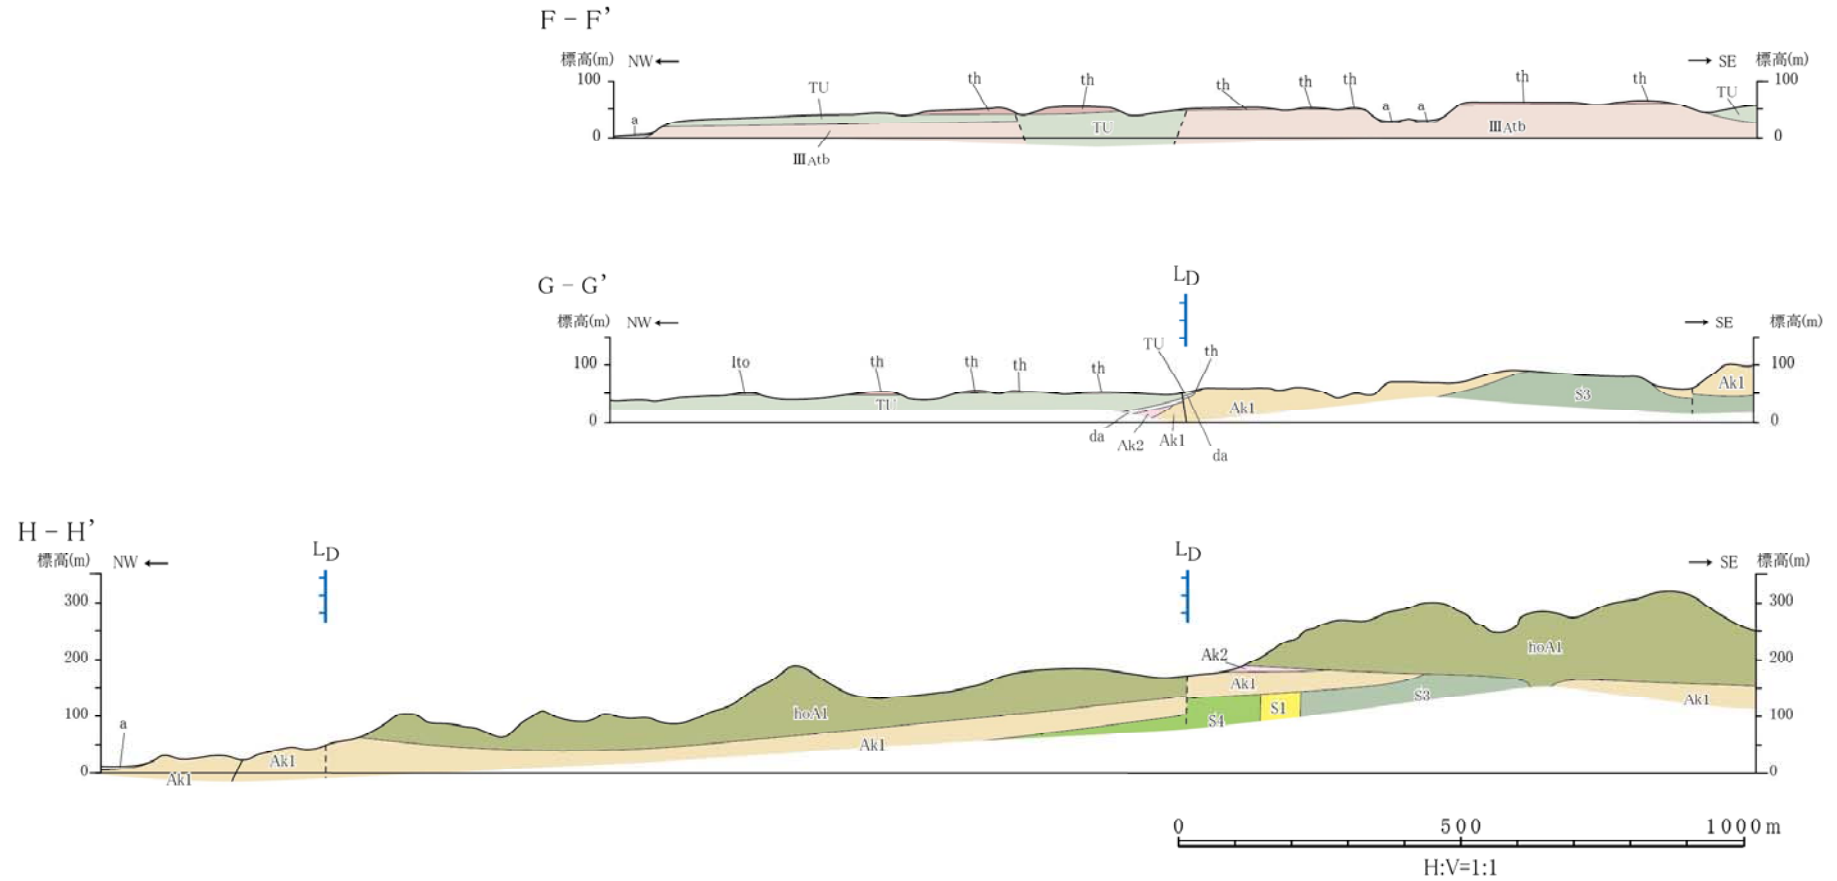 F－F’
標高(m) NW← →SE 標高(m)
100 TU th th th th th th th TU 100
a a a
0 TU ⅢAtb 0
ⅢAtb
LD
G－G’
標高(m) NW← →SE 標高(m)
TU th
100 Ito th th th th 100
TU Ak1 S3 Ak1
0 0
da Ak2 Ak1 da
H－H’
LD LD
標高(m) NW← →SE 標高(m)
300 300
200 Ak2 hoA1 200
Ak1 S3 Ak1
100 a hoA1 S4 S1 100
Ak1 Ak1
0 Ak1 0
0 500 1000m
H:V=1:1